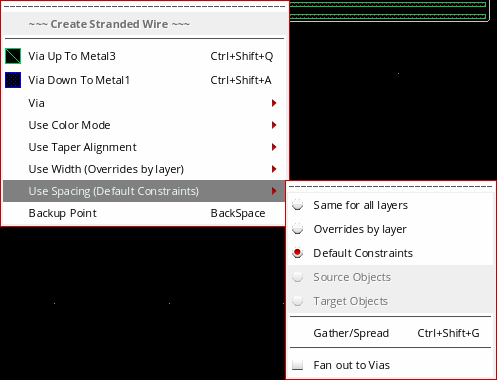 ~~~ Create Stranded Wire ~~~
Via Up To Metal3 Ctrl+Shift+Q
Via Down To Metal1 Ctrl+Shift+A
Via
Use Color Mode
Use Taper Alignment
Use Width (Overrides by layer)
Use Spacing (Default Constraints)
Backup Point BackSpace
Same for all layers
Overrides by layer
Default Constraints
Source Objects
Target Objects
Gather/Spread Ctrl+Shift+G
Fan out to Vias